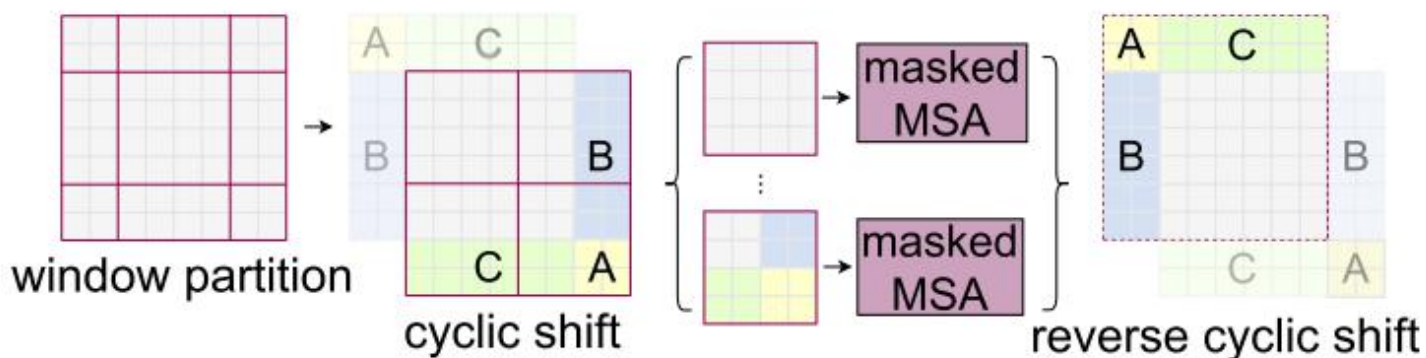 window partition
A
C
B
B
C
A
cyclic shift
masked
MSA
...
masked
MSA
A
C
B
B
C
A
reverse cyclic shift